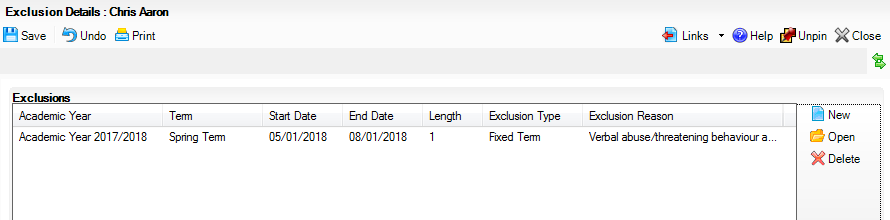 Exclusion Details : Chris Aaron
Save Undo Print Links Help Unpin Close
Exclusions
Academic Year Term Start Date End Date Length Exclusion Type Exclusion Reason
Academic Year 2017/2018 Spring Term 05/01/2018 08/01/2018 1 Fixed Term Verbal abuse/threatening behaviour a...
New
Open
Delete